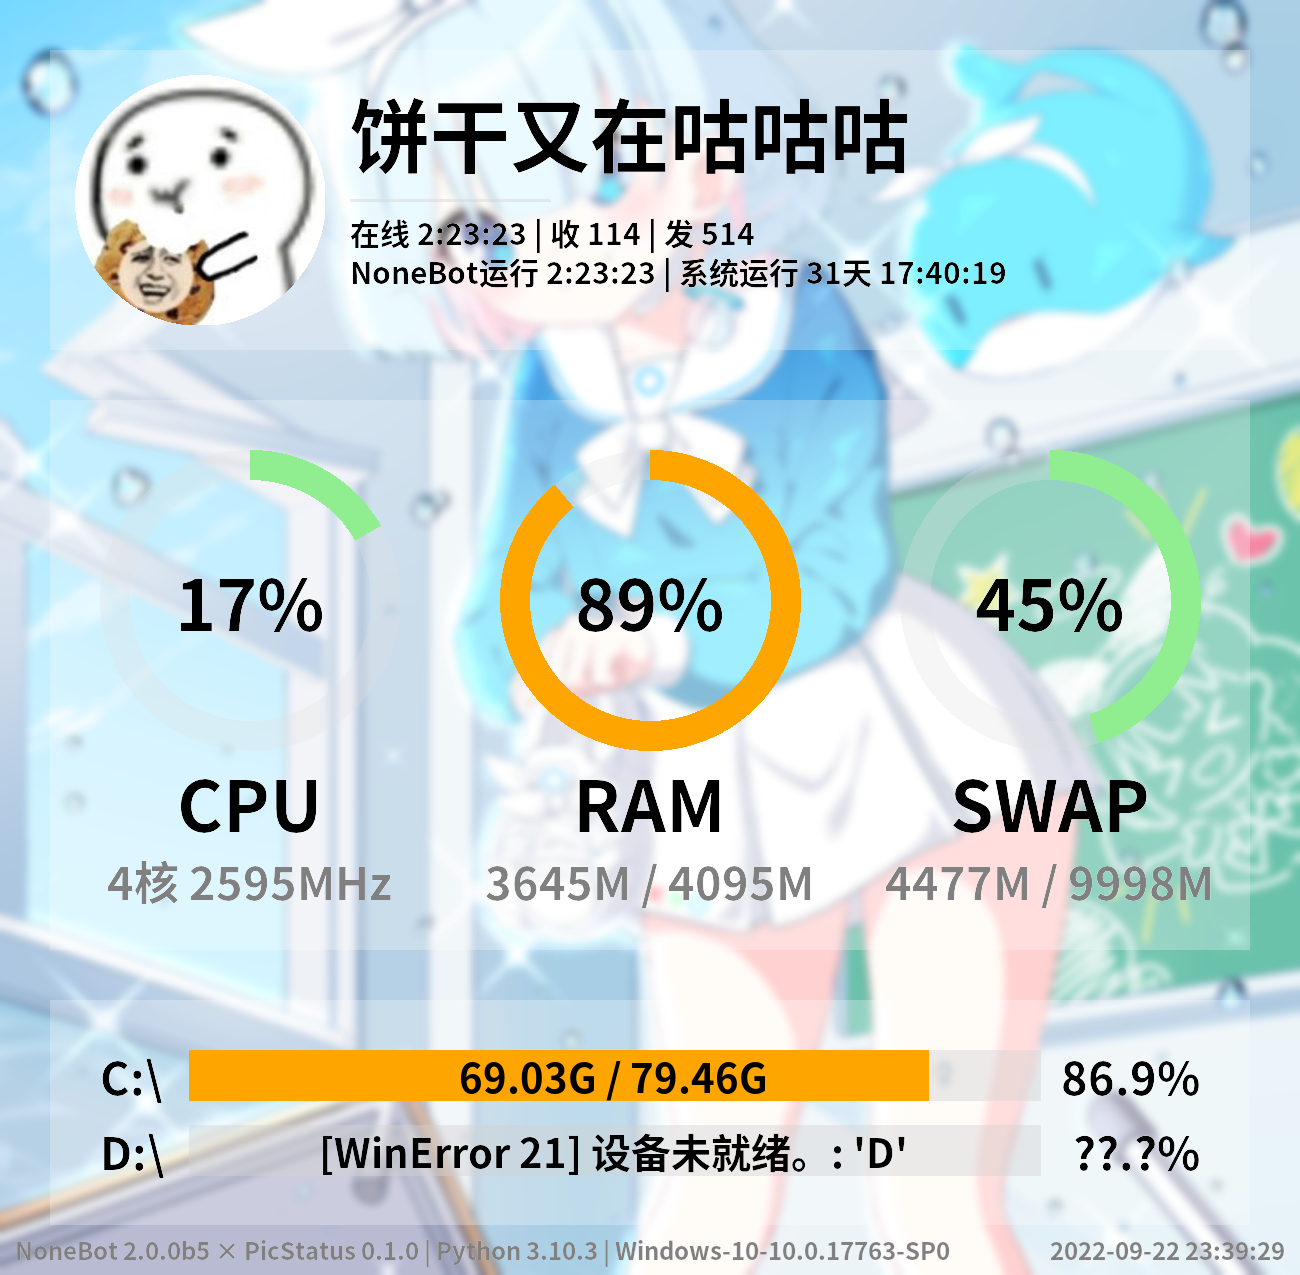 饼干又在咕咕咕
在线 2:23:23 | 收 114 | 发 514
NoneBot运行 2:23:23 | 系统运行 31天 17:40:19
17% 89% 45%
CPU RAM SWAP
4核 2595MHz 3645M / 4095M 4477M / 9998M
C:\ 69.03G / 79.46G 86.9%
D:\ [WinError 21] 设备未就绪。: 'D' ??.?%
NoneBot 2.0.0b5 × PicStatus 0.1.0 | Python 3.10.3 | Windows-10-10.0.17763-SP0 2022-09-22 23:39:29